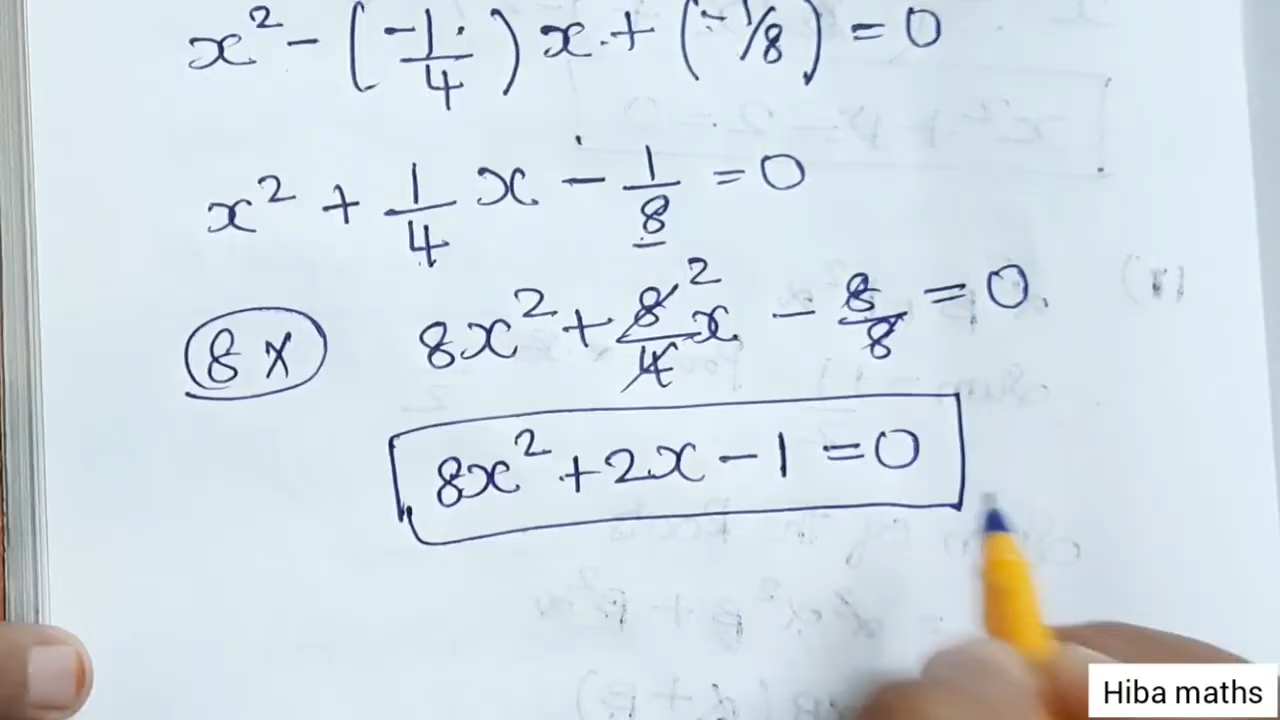 x² - (-1/4) x + (-1/8) = 0
x² + 1/4 x - 1/8 = 0
8 x 8x² + 8/4 x 2 - 8/8 = 0
8x² + 2x - 1 = 0
Hiba maths